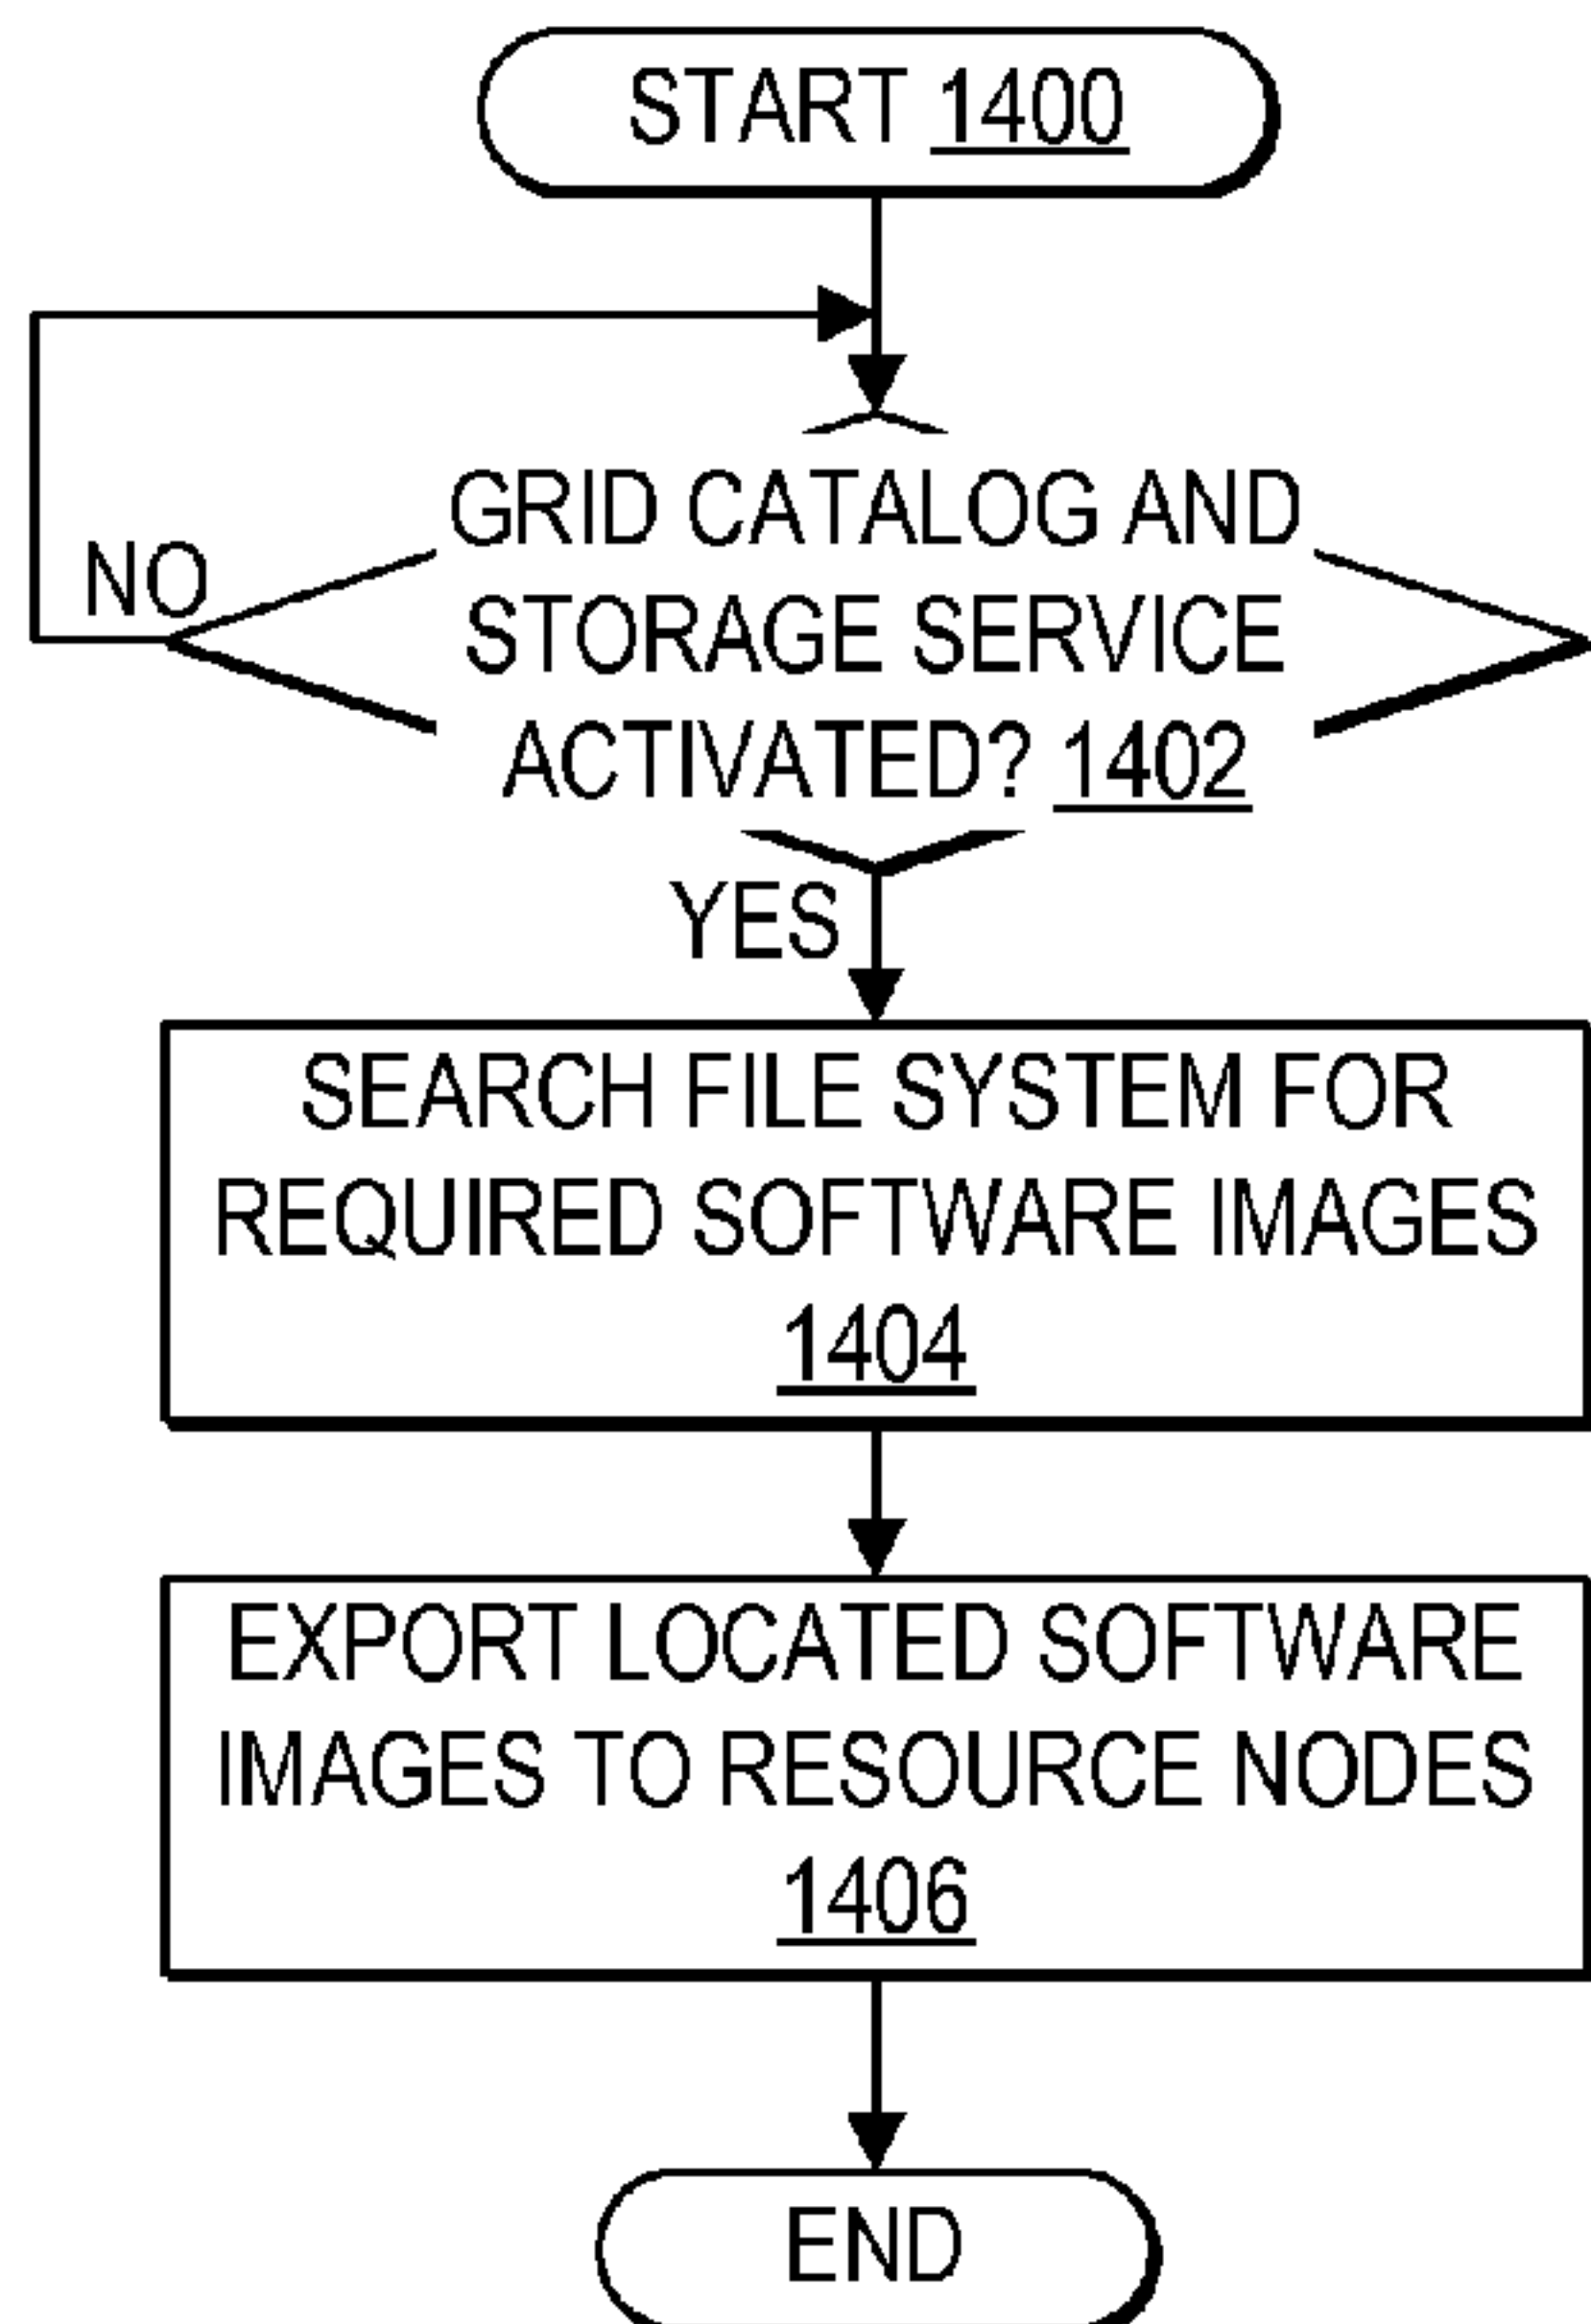 START 1400
GRID CATALOG AND
NO
STORAGE SERVICE
ACTIVATED? 1402
YES
SEARCH FILE SYSTEM FOR
REQUIRED SOFTWARE IMAGES
1404
EXPORT LOCATED SOFTWARE
IMAGES TO RESOURCE NODES
1406
END